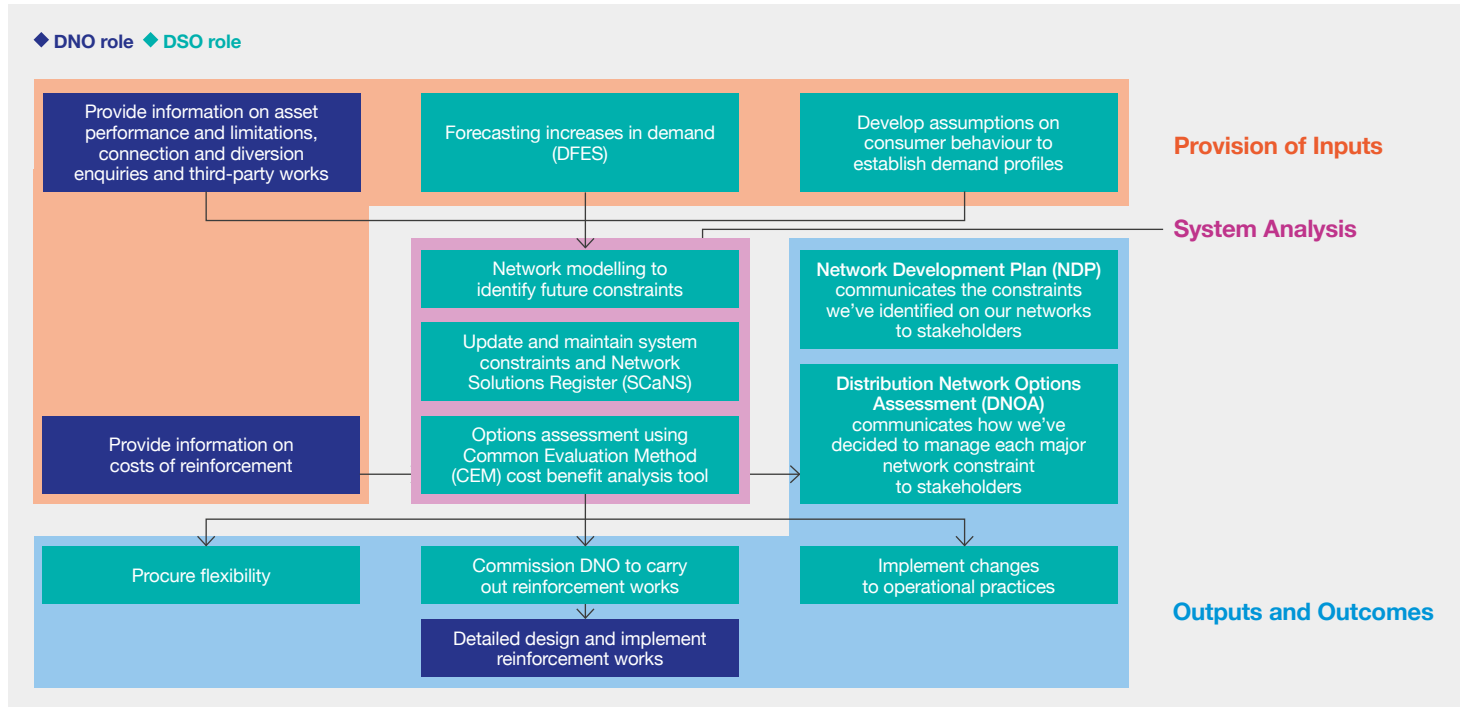 DNO role
DSO role
Provide information on asset
performance and limitations,
connection and diversion
enquiries and third-party works
Forecasting increases in demand
(DFES)
Develop assumptions on
consumer behaviour to
establish demand profiles
Provision of Inputs
System Analysis
Network modelling to
identify future constraints
Update and maintain system
constraints and Network
Solutions Register (SCaNS)
Options assessment using
Common Evaluation Method
(CEM) cost benefit analysis tool
Network Development Plan (NDP)
communicates the constraints
we've identified on our networks
to stakeholders
Distribution Network Options
Assessment (DNOA)
communicates how we've
decided to manage each major
network constraint
to stakeholders
Provide information on
costs of reinforcement
Procure flexibility
Commission DNO to carry
out reinforcement works
Implement changes
to operational practices
Detailed design and implement
reinforcement works
Outputs and Outcomes